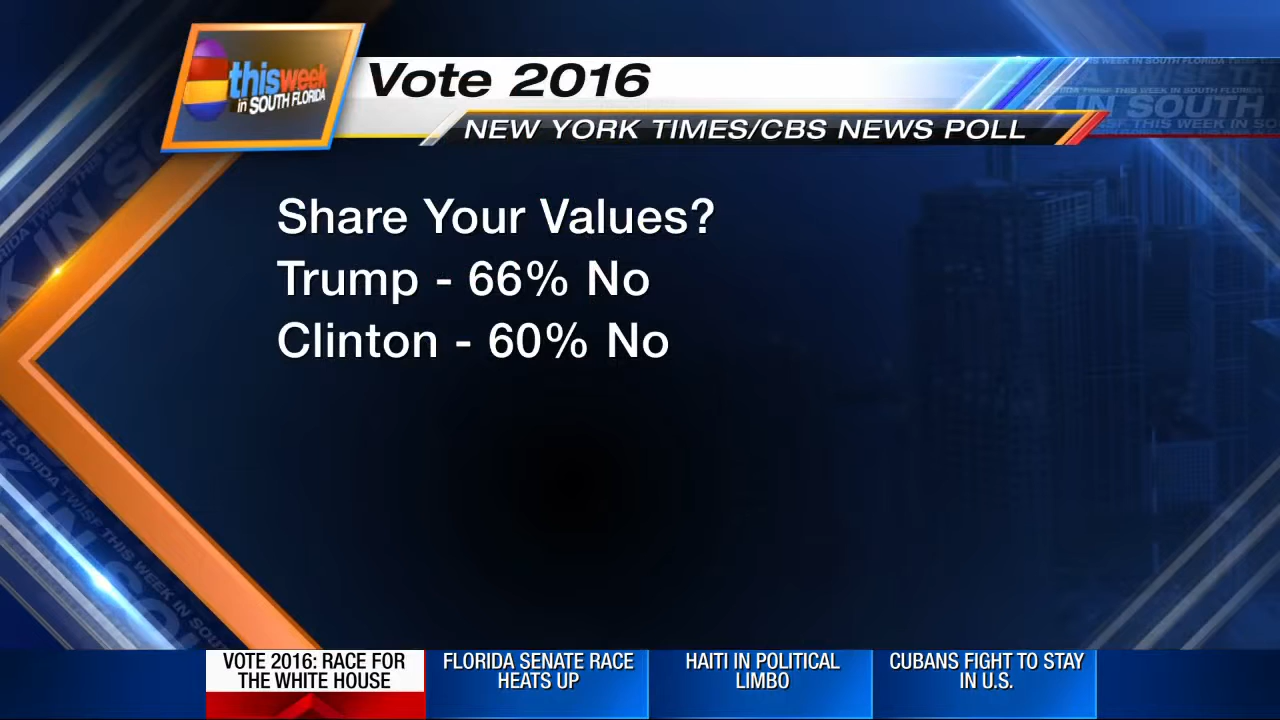 this week
in SOUTH FLORIDA
Vote 2016
NEW YORK TIMES/CBS NEWS POLL
Share Your Values?
Trump - 66% No
Clinton - 60% No
VOTE 2016: RACE FOR
THE WHITE HOUSE
FLORIDA SENATE RACE
HEATS UP
HAITI IN POLITICAL
LIMBO
CUBANS FIGHT TO STAY
IN U.S.